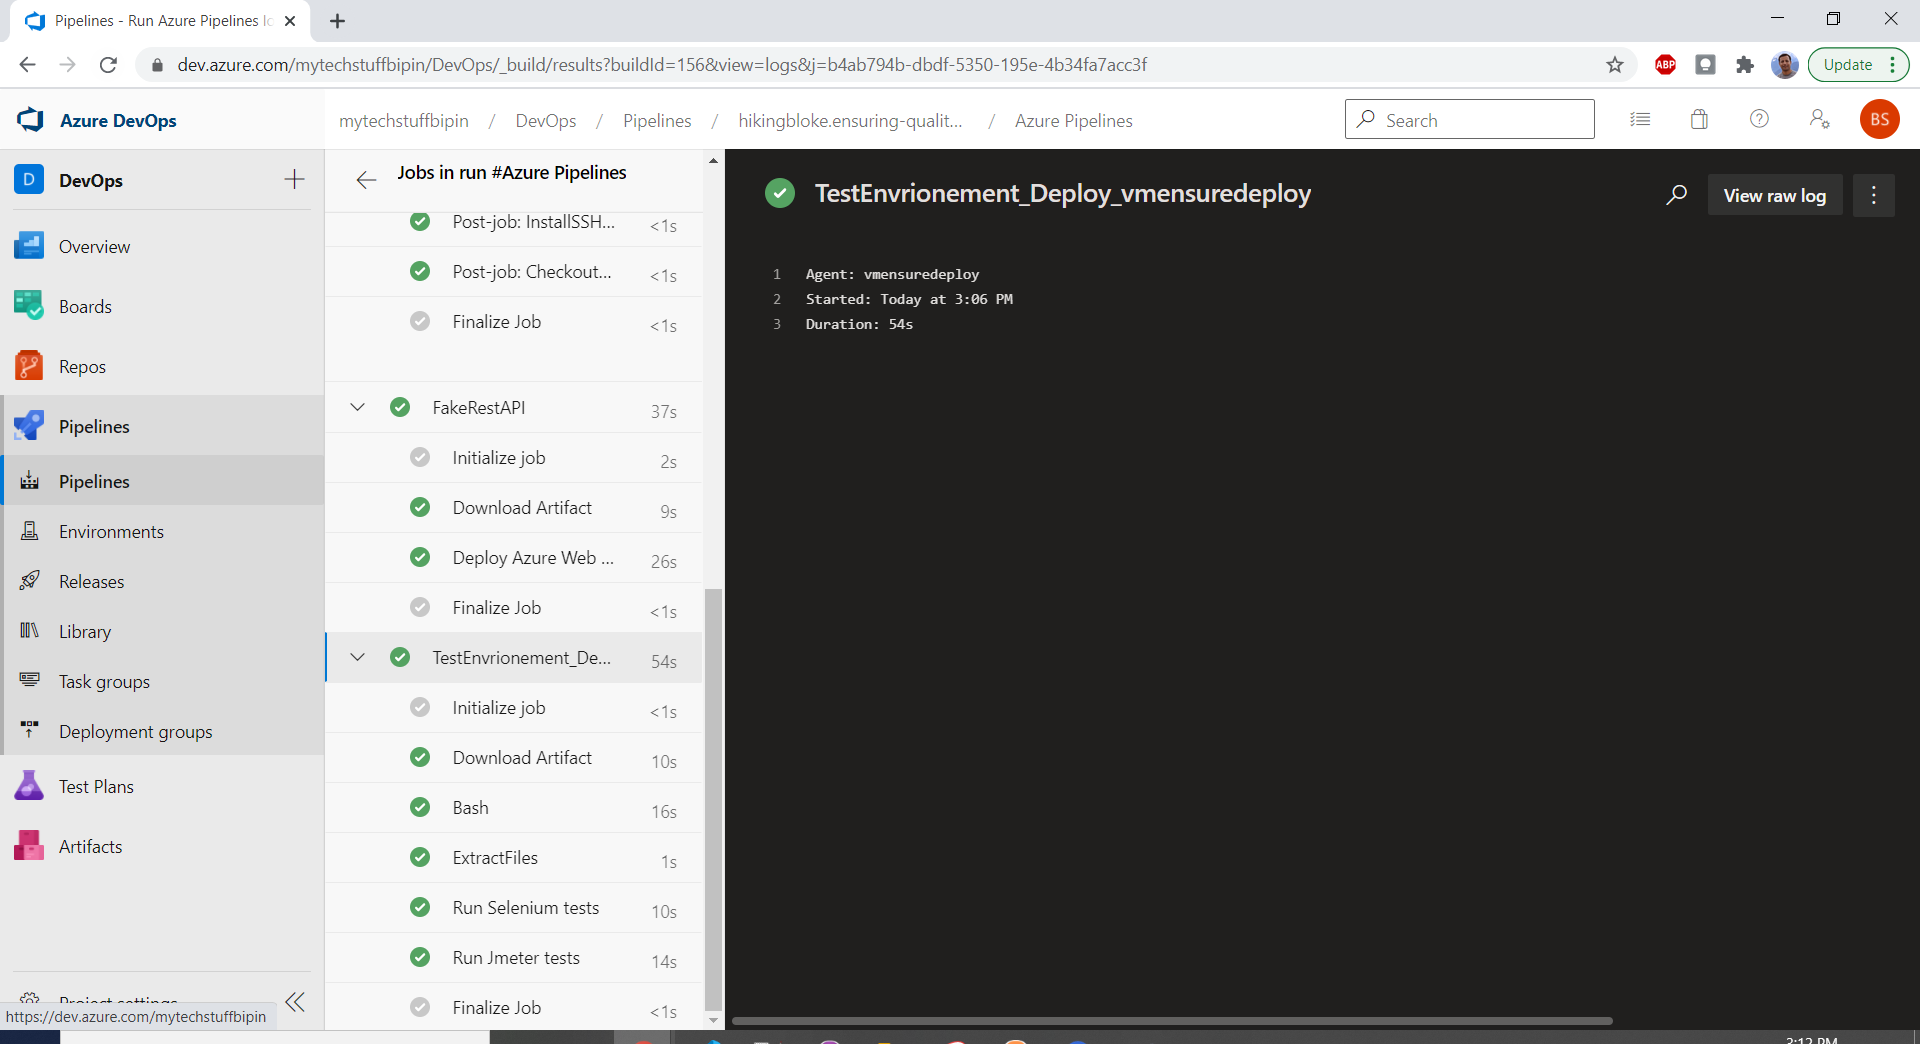 Pipelines - Run Azure Pipelines lo
dev.azure.com/mytechstuffbipin/DevOps/_build/results?buildId=156&view=logs&j=b4ab794b-dbdf-5350-195e-4b34fa7acc3f
ABP
Update
Azure DevOps
mytechstuffbipin / DevOps / Pipelines / hikingbloke.ensuring-qualit... / Azure Pipelines
Search
BS
D DevOps
Overview
Boards
Repos
Pipelines
Pipelines
Environments
Releases
Library
Task groups
Deployment groups
Test Plans
Artifacts
Project settings
https://dev.azure.com/mytechstuffbipin
Jobs in run #Azure Pipelines
Post-job: InstallSSH... <1s
Post-job: Checkout... <1s
Finalize Job <1s
FakeRestAPI 37s
Initialize job 2s
Download Artifact 9s
Deploy Azure Web ... 26s
Finalize Job <1s
TestEnvrionement_De... 54s
Initialize job <1s
Download Artifact 10s
Bash 16s
ExtractFiles 1s
Run Selenium tests 10s
Run Jmeter tests 14s
Finalize Job <1s
TestEnvrionement_Deploy_vmensuredeploy
View raw log
1 Agent: vmensuredeploy
2 Started: Today at 3:06 PM
3 Duration: 54s
3:12 PM